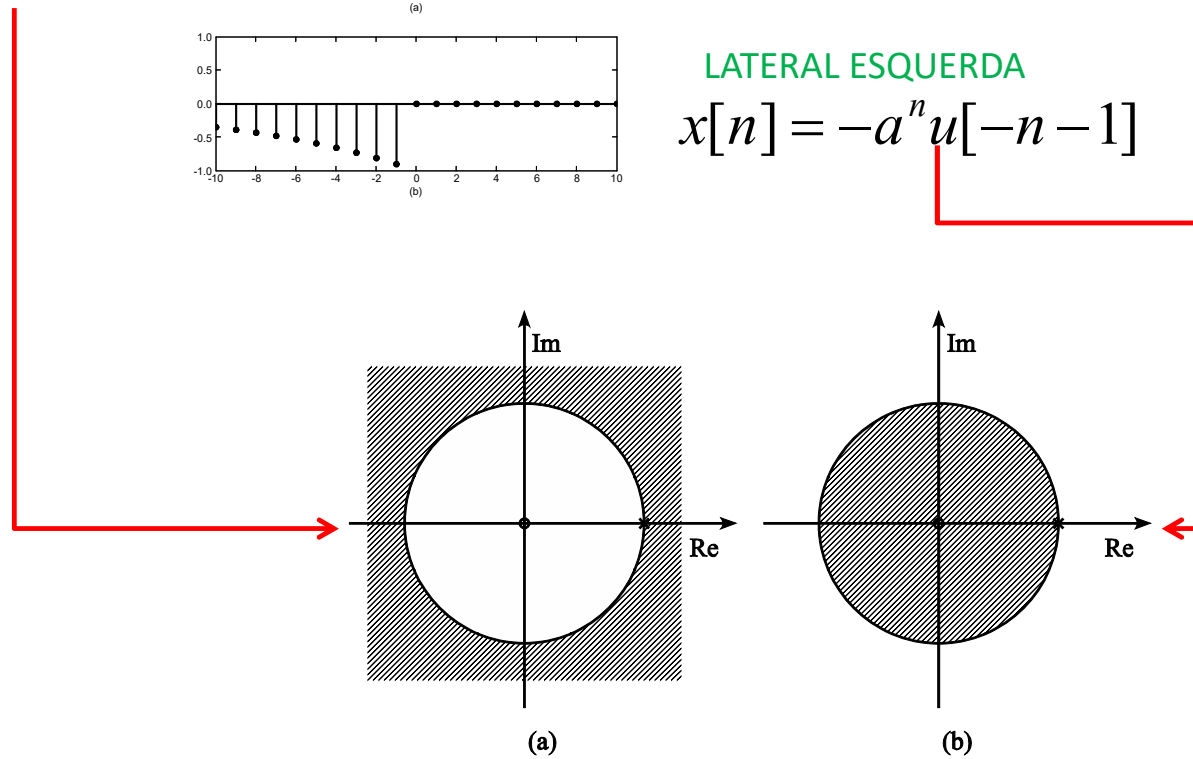 (a)
1.0
0.5
0.0
-0.5
-1.0
-10 -8 -6 -4 -2 0 2 4 6 8 10
(b)
LATERAL ESQUERDA
x[n] = −aⁿu[−n−1]
Im
Re
(a)
Im
Re
(b)